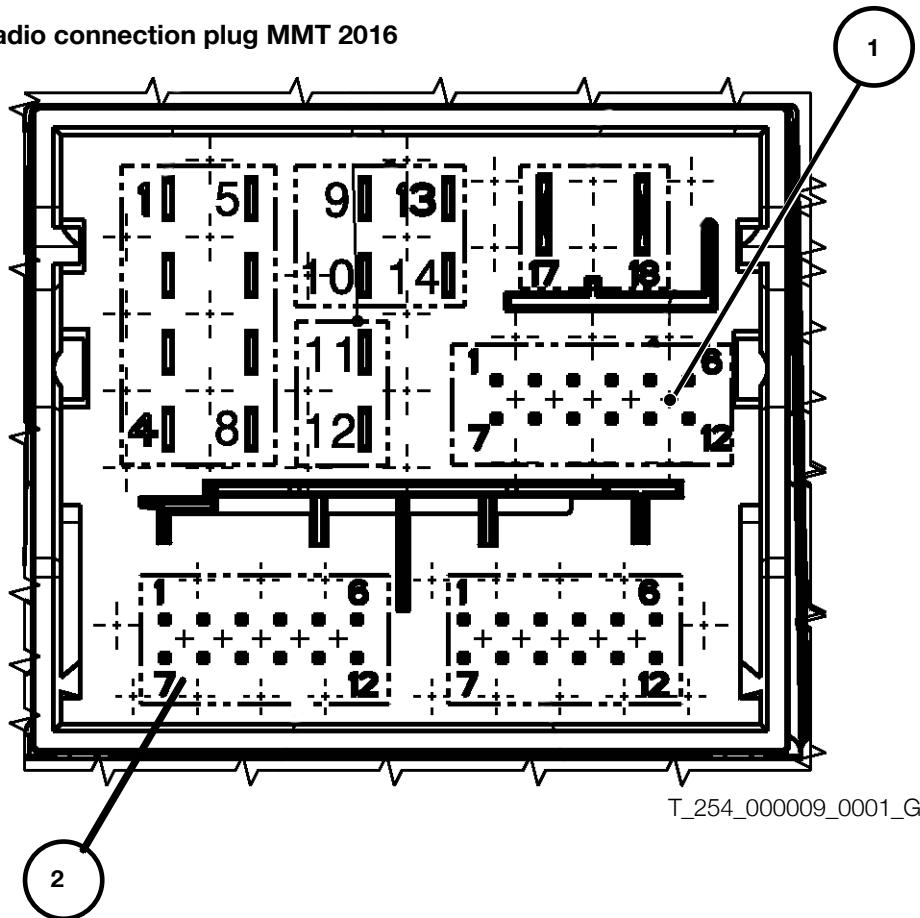 adio connection plug MMT 2016
1
1 5 9 13
10 14 17 18
11 1 6
4 8 12 7 12
1 6 1 6
7 12 7 12
T_254_000009_0001_G
2